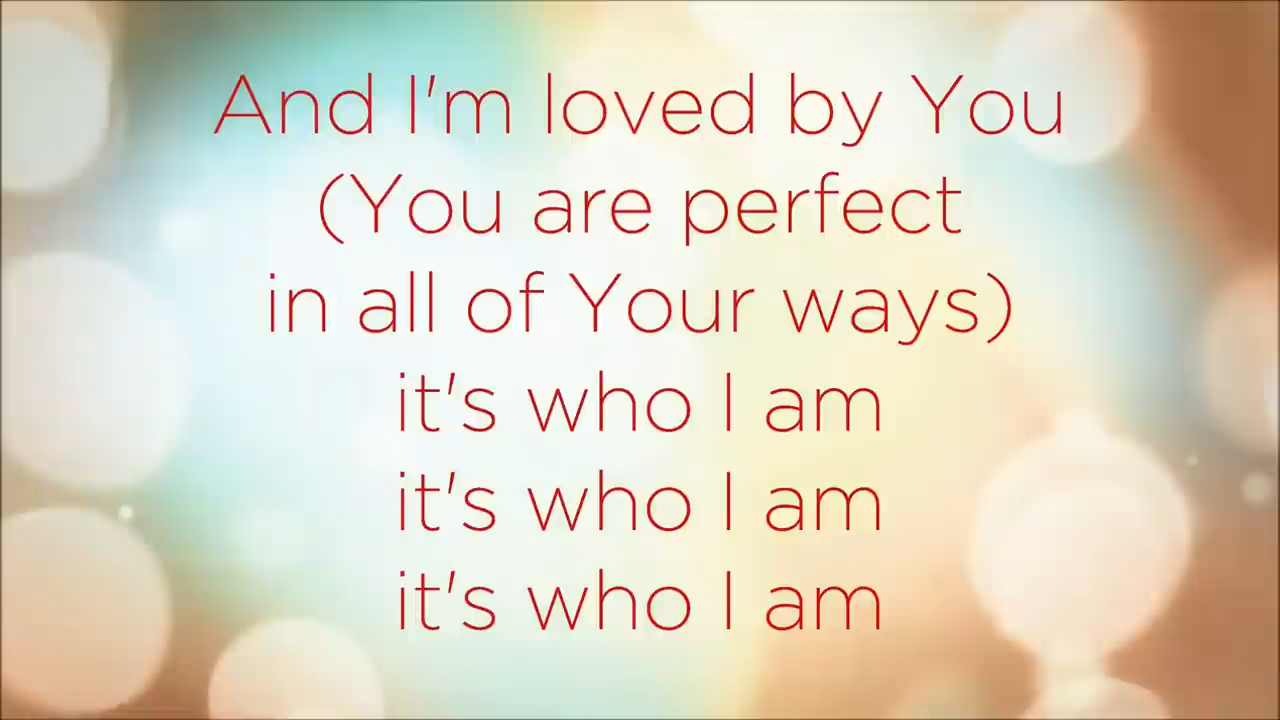 And I'm loved by You
(You are perfect
in all of Your ways)
it's who I am
it's who I am
it's who I am